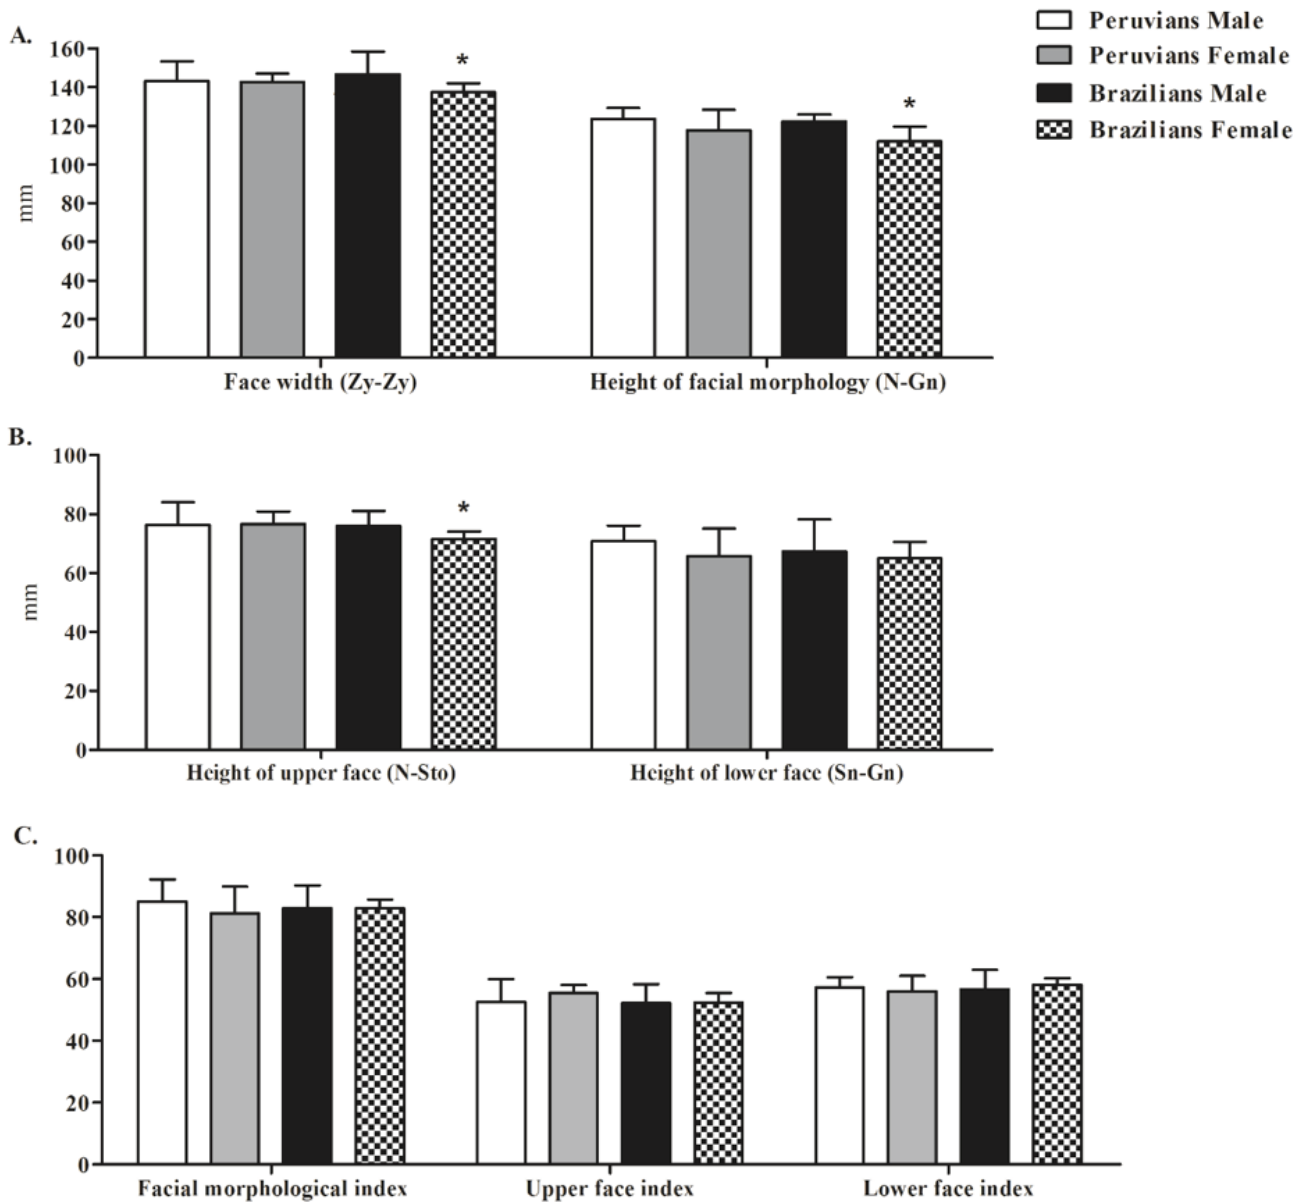 A.
Peruvians Male
Peruvians Female
Brazilians Male
Brazilians Female
160
140
120
100
80
60
40
20
0
mm
*
*
Face width (Zy-Zy)
Height of facial morphology (N-Gn)
B.
100
80
60
40
20
0
mm
*
Height of upper face (N-Sto)
Height of lower face (Sn-Gn)
C.
100
80
60
40
20
0
Facial morphological index
Upper face index
Lower face index